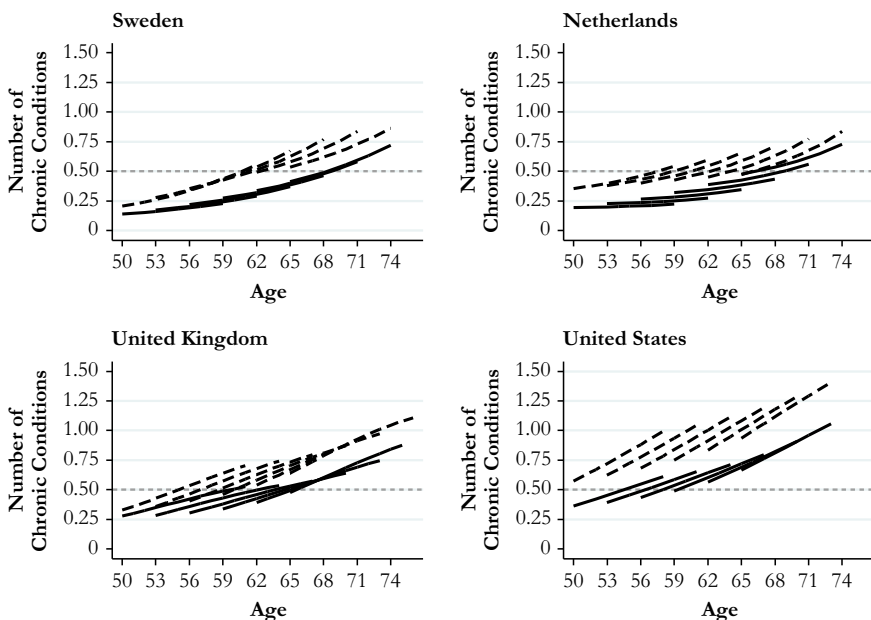 Sweden
Number of
Chronic Conditions
1.50
1.25
1.00
0.75
0.50
0.25
0
50 53 56 59 62 65 68 71 74
Age
Netherlands
Number of
Chronic Conditions
1.50
1.25
1.00
0.75
0.50
0.25
0
50 53 56 59 62 65 68 71 74
Age
United Kingdom
Number of
Chronic Conditions
1.50
1.25
1.00
0.75
0.50
0.25
0
50 53 56 59 62 65 68 71 74
Age
United States
Number of
Chronic Conditions
1.50
1.25
1.00
0.75
0.50
0.25
0
50 53 56 59 62 65 68 71 74
Age